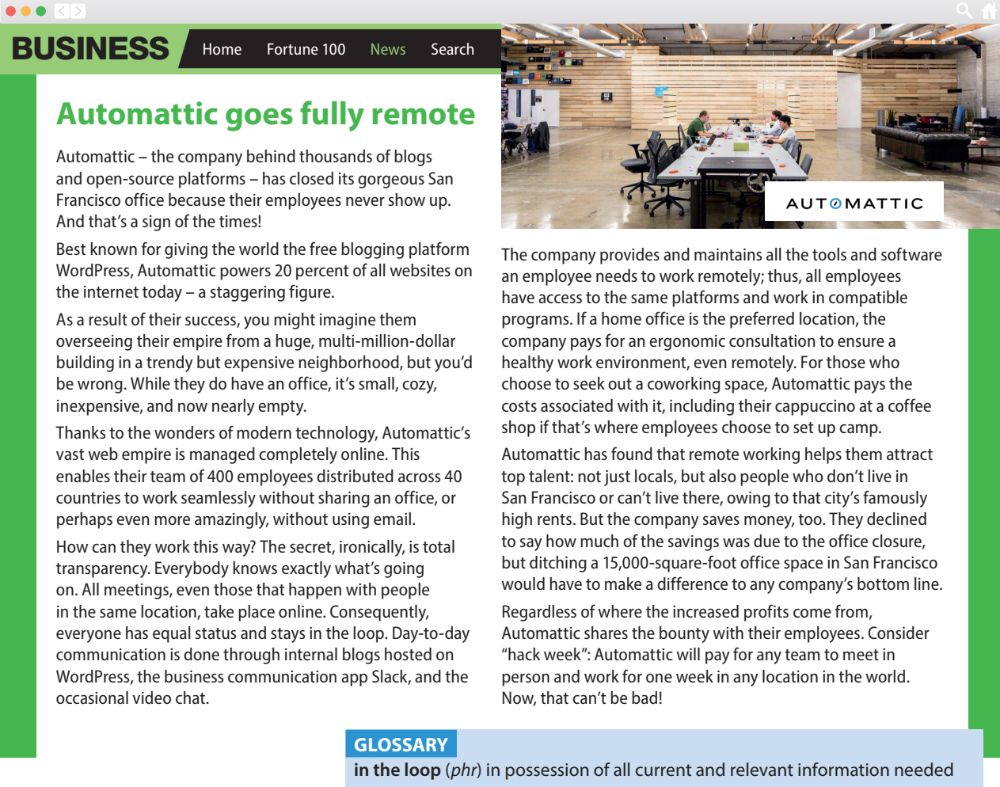 BUSINESS
Home Fortune 100 News Search
Automattic goes fully remote
Automattic – the company behind thousands of blogs
and open-source platforms – has closed its gorgeous San
Francisco office because their employees never show up.
And that’s a sign of the times!
Best known for giving the world the free blogging platform
WordPress, Automattic powers 20 percent of all websites on
the internet today – a staggering figure.
As a result of their success, you might imagine them
overseeing their empire from a huge, multi-million-dollar
building in a trendy but expensive neighborhood, but you’d
be wrong. While they do have an office, it’s small, cozy,
inexpensive, and now nearly empty.
Thanks to the wonders of modern technology, Automattic’s
vast web empire is managed completely online. This
enables their team of 400 employees distributed across 40
countries to work seamlessly without sharing an office, or
perhaps even more amazingly, without using email.
How can they work this way? The secret, ironically, is total
transparency. Everybody knows exactly what’s going
on. All meetings, even those that happen with people
in the same location, take place online. Consequently,
everyone has equal status and stays in the loop. Day-to-day
communication is done through internal blogs hosted on
WordPress, the business communication app Slack, and the
occasional video chat.
AUTOMATTIC
The company provides and maintains all the tools and software
an employee needs to work remotely; thus, all employees
have access to the same platforms and work in compatible
programs. If a home office is the preferred location, the
company pays for an ergonomic consultation to ensure a
healthy work environment, even remotely. For those who
choose to seek out a coworking space, Automattic pays the
costs associated with it, including their cappuccino at a coffee
shop if that’s where employees choose to set up camp.
Automattic has found that remote working helps them attract
top talent: not just locals, but also people who don’t live in
San Francisco or can’t live there, owing to that city’s famously
high rents. But the company saves money, too. They declined
to say how much of the savings was due to the office closure,
but ditching a 15,000-square-foot office space in San Francisco
would have to make a difference to any company’s bottom line.
Regardless of where the increased profits come from,
Automattic shares the bounty with their employees. Consider
“hack week”: Automattic will pay for any team to meet in
person and work for one week in any location in the world.
Now, that can’t be bad!
GLOSSARY
in the loop (phr) in possession of all current and relevant information needed